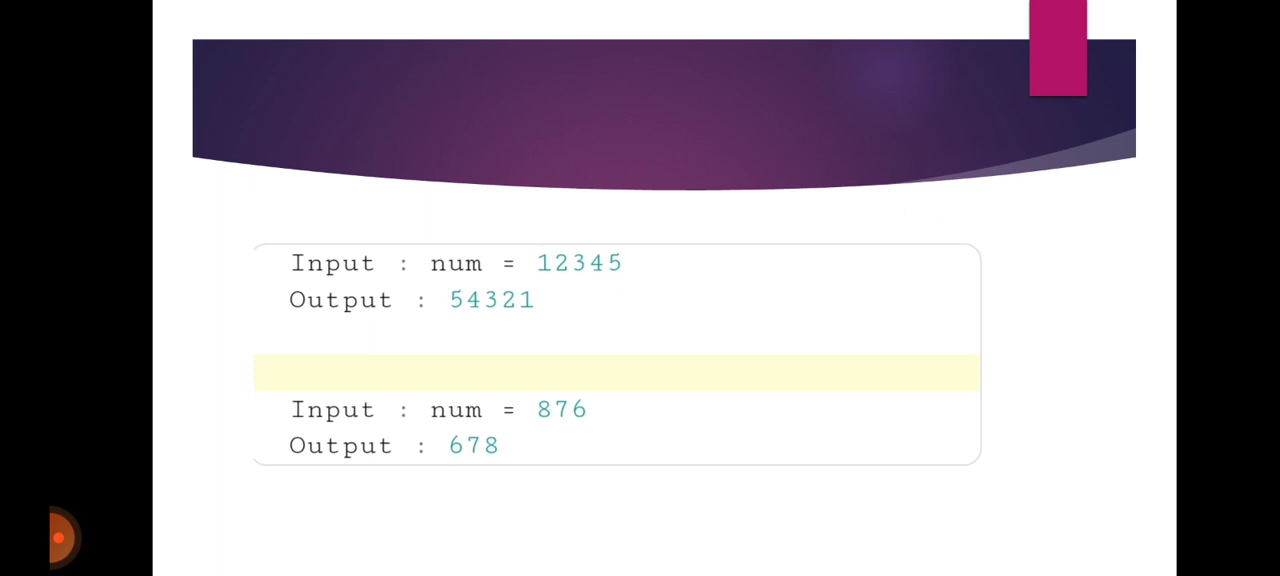 Input : num = 12345
Output : 54321
Input : num = 876
Output : 678